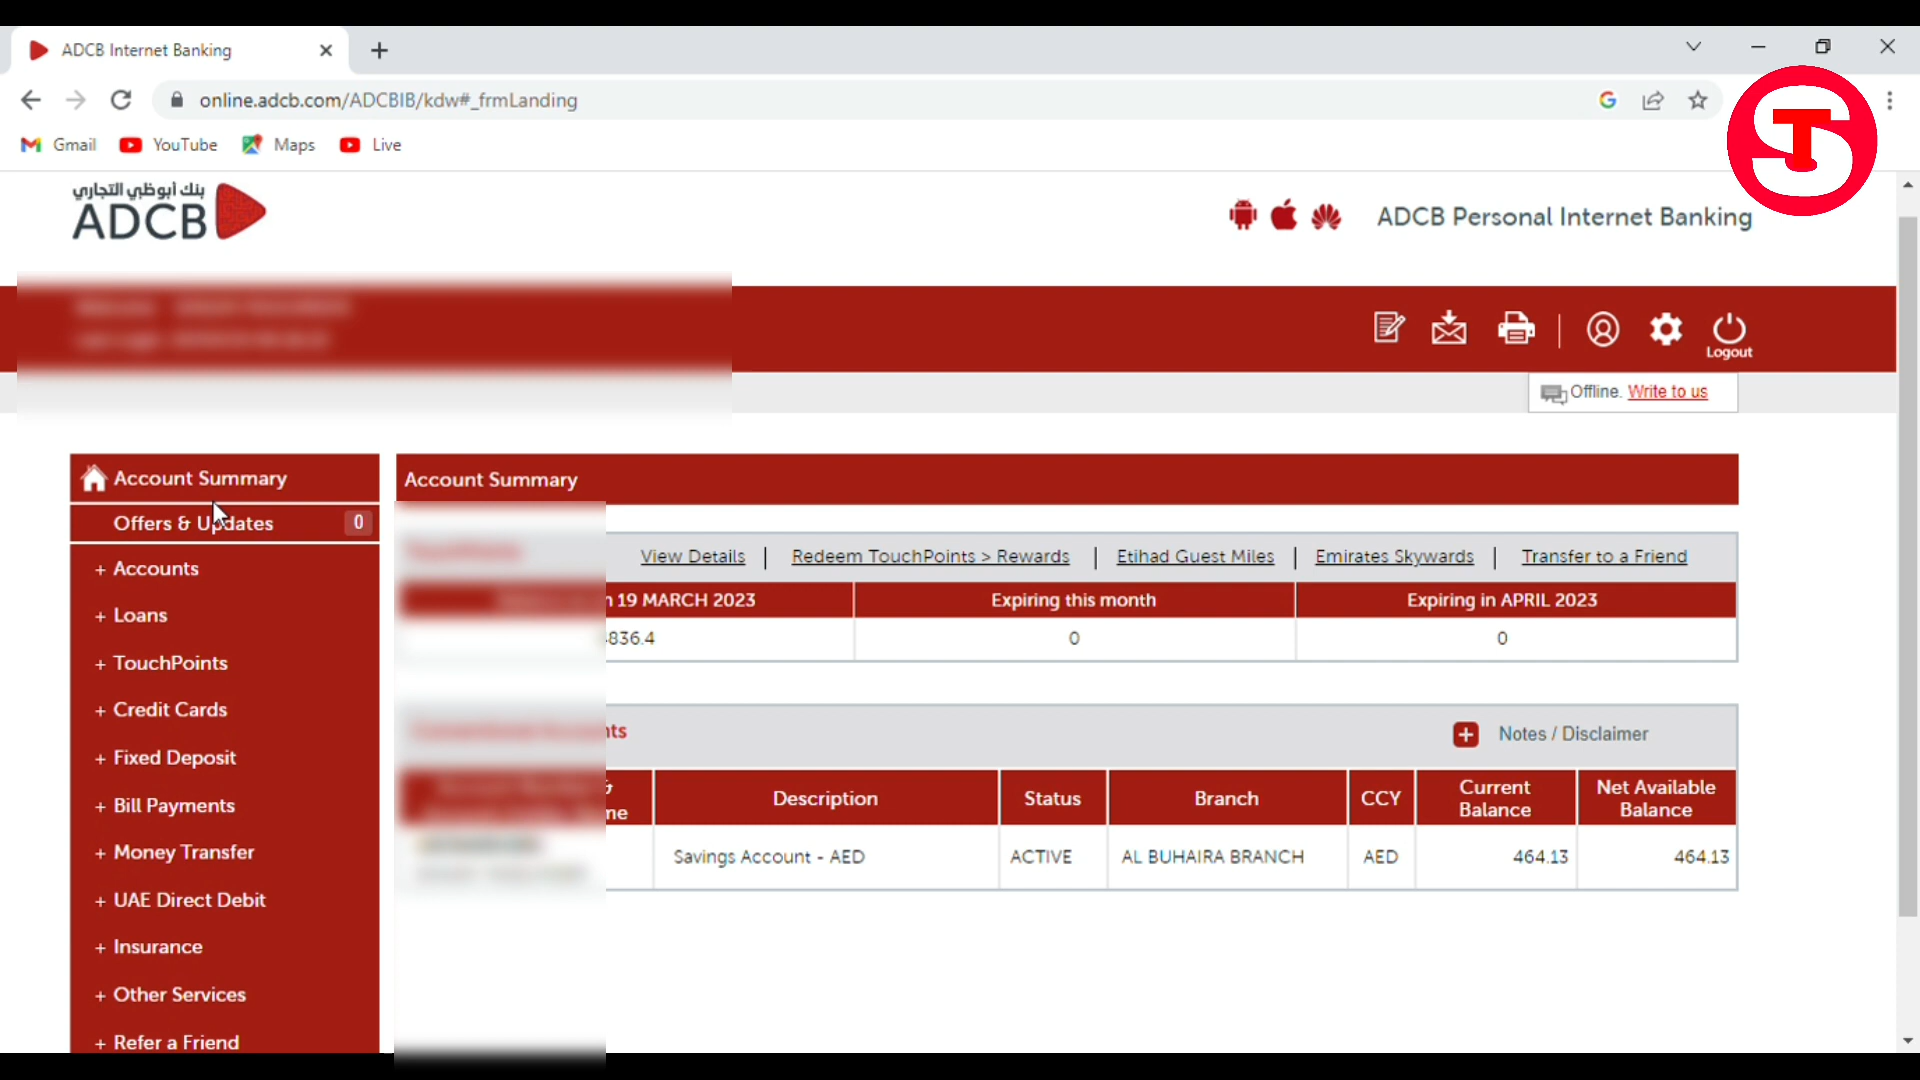 ADCB Internet Banking
online.adcb.com/ADCBIB/kdw#_frmLanding
Gmail YouTube Maps Live
بنك أبوظبي التجاري
ADCB
ADCB Personal Internet Banking
Logout
Offline. Write to us
Account Summary
Offers & Updates 0
+ Accounts
+ Loans
+ TouchPoints
+ Credit Cards
+ Fixed Deposit
+ Bill Payments
+ Money Transfer
+ UAE Direct Debit
+ Insurance
+ Other Services
+ Refer a Friend
Account Summary
View Details | Redeem TouchPoints > Rewards | Etihad Guest Miles | Emirates Skywards | Transfer to a Friend
19 MARCH 2023 Expiring this month Expiring in APRIL 2023
836.4 0 0
Notes / Disclaimer
Description Status Branch CCY Current Balance Net Available Balance
Savings Account - AED ACTIVE AL BUHAIRA BRANCH AED 464.13 464.13